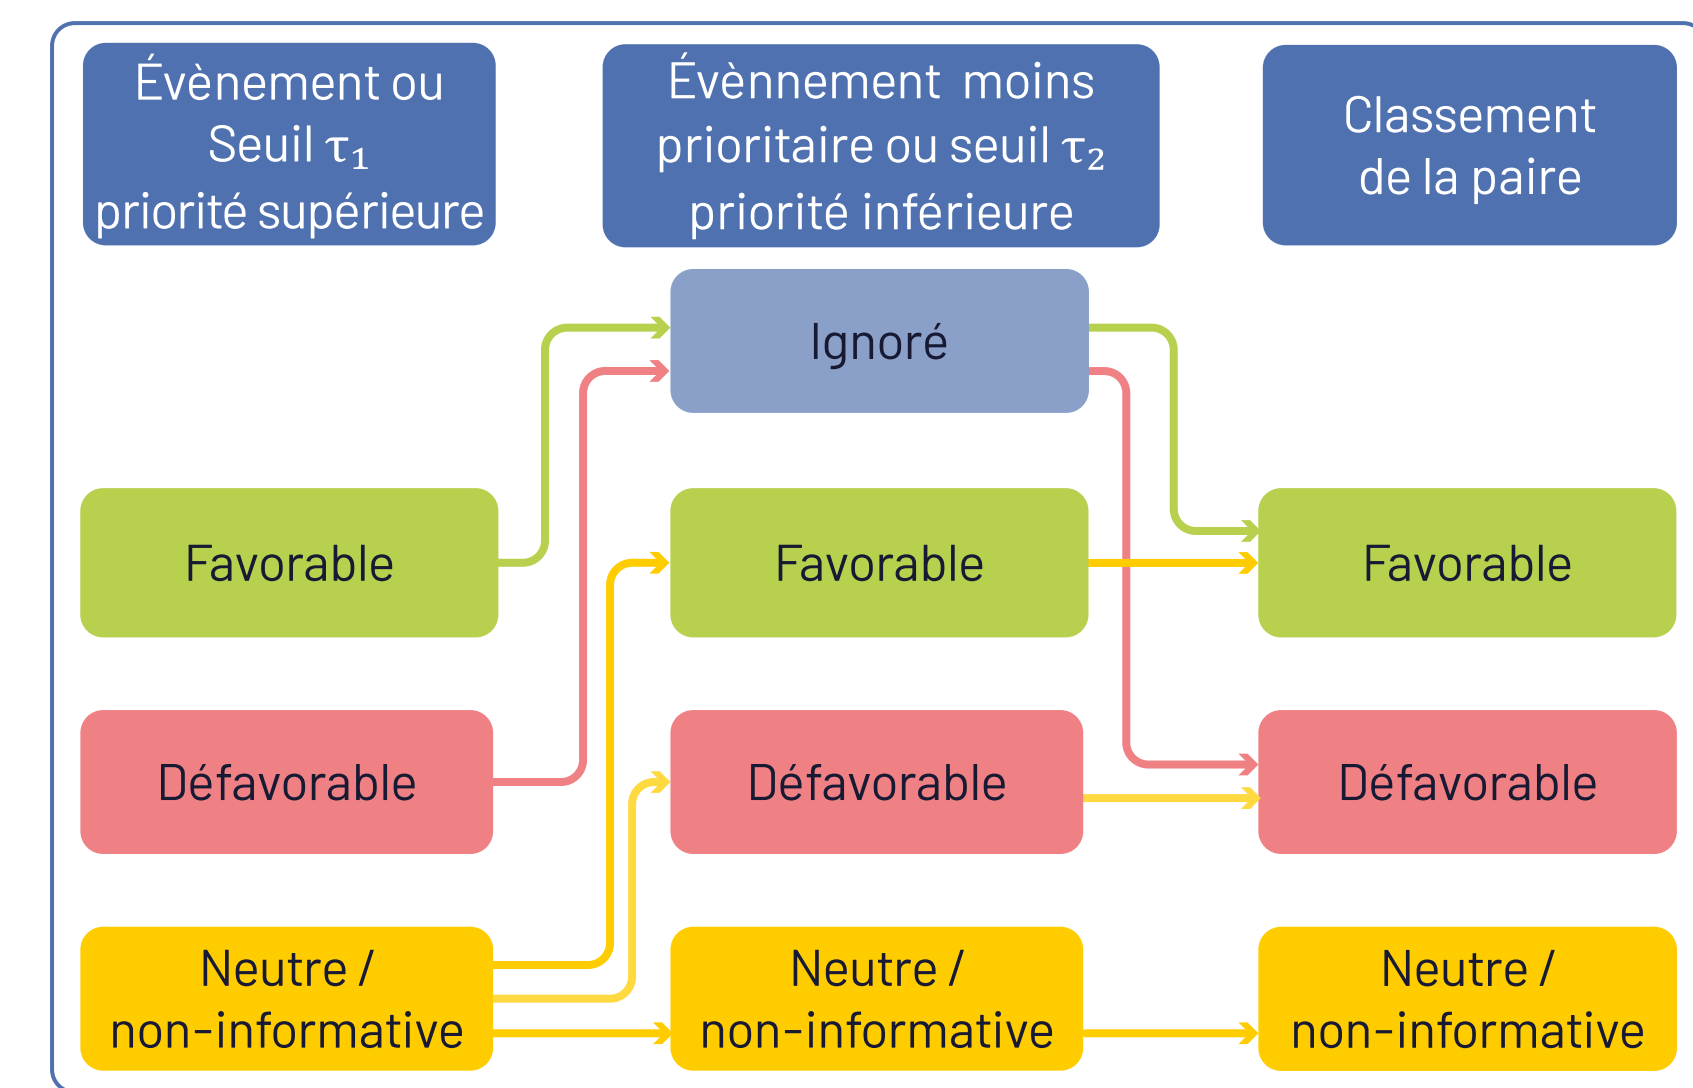 Évènement ou
Seuil τ₁
priorité supérieure
Évènnement moins
prioritaire ou seuil τ₂
priorité inférieure
Classement
de la paire
Ignoré
Favorable
Favorable
Favorable
Défavorable
Défavorable
Défavorable
Neutre /
non-informative
Neutre /
non-informative
Neutre /
non-informative